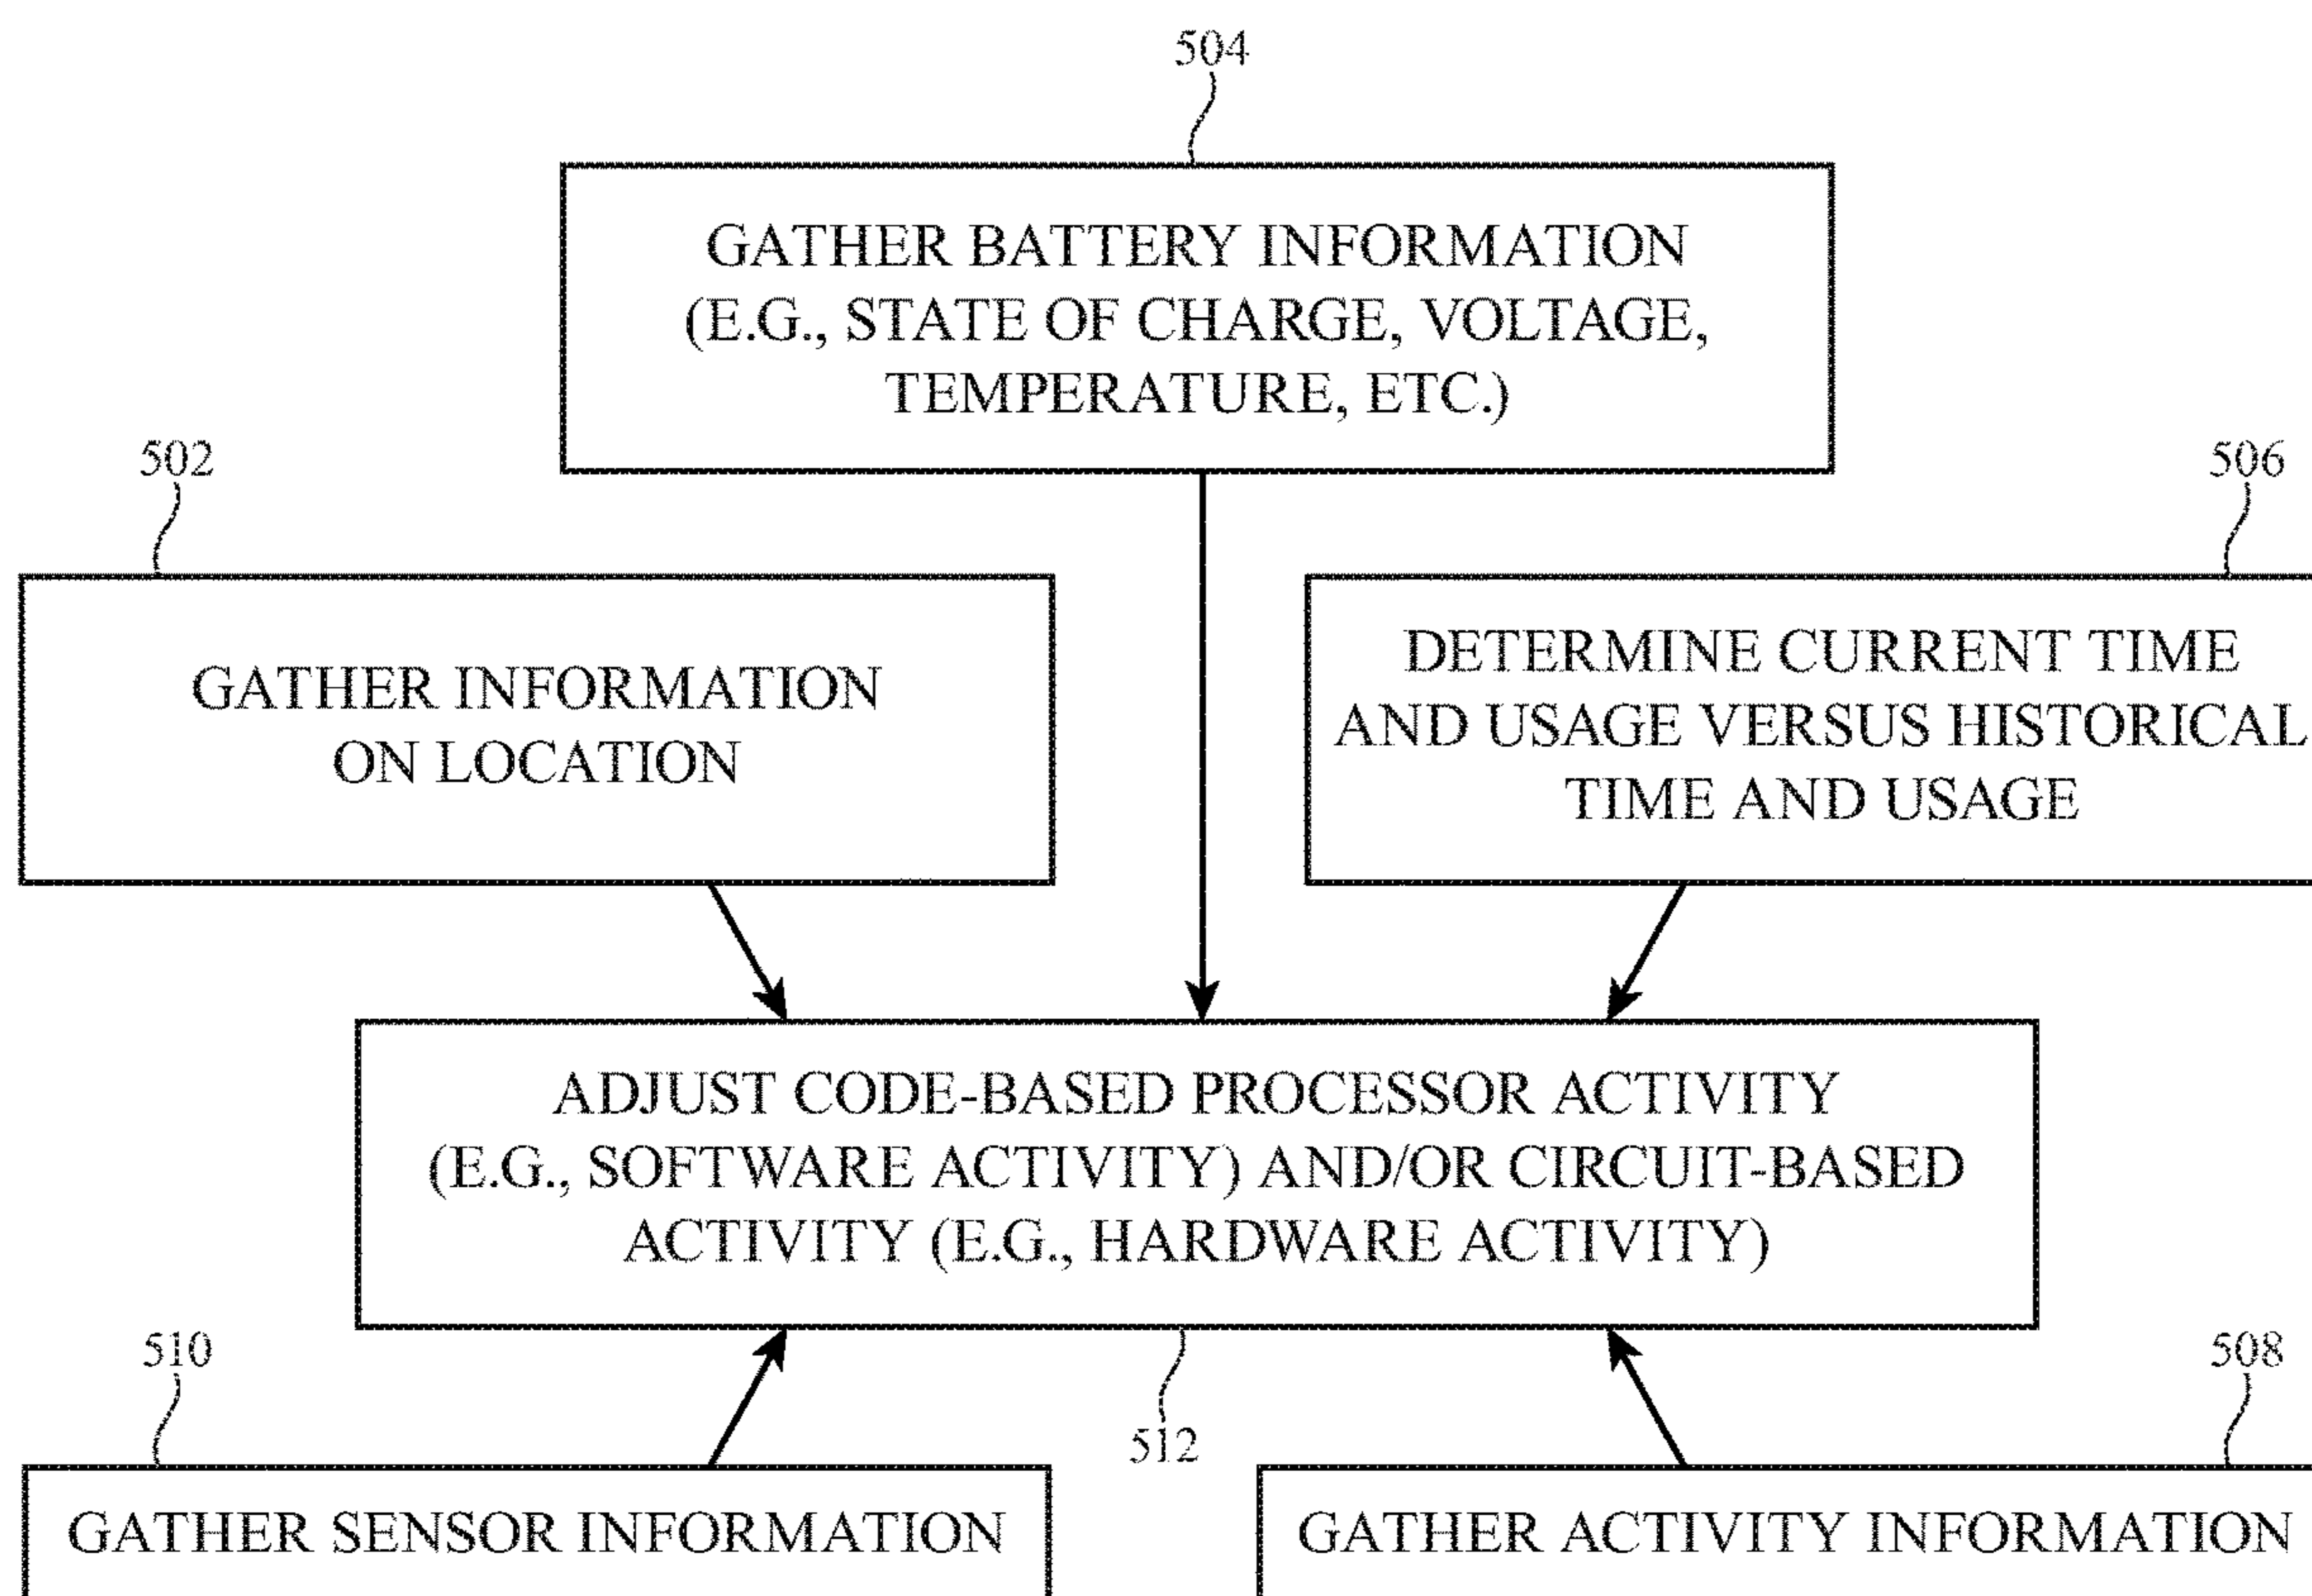 504
GATHER BATTERY INFORMATION
(E.G., STATE OF CHARGE, VOLTAGE,
TEMPERATURE, ETC.)
502
GATHER INFORMATION
ON LOCATION
506
DETERMINE CURRENT TIME
AND USAGE VERSUS HISTORICAL
TIME AND USAGE
ADJUST CODE-BASED PROCESSOR ACTIVITY
(E.G., SOFTWARE ACTIVITY) AND/OR CIRCUIT-BASED
ACTIVITY (E.G., HARDWARE ACTIVITY)
512
510
GATHER SENSOR INFORMATION
508
GATHER ACTIVITY INFORMATION